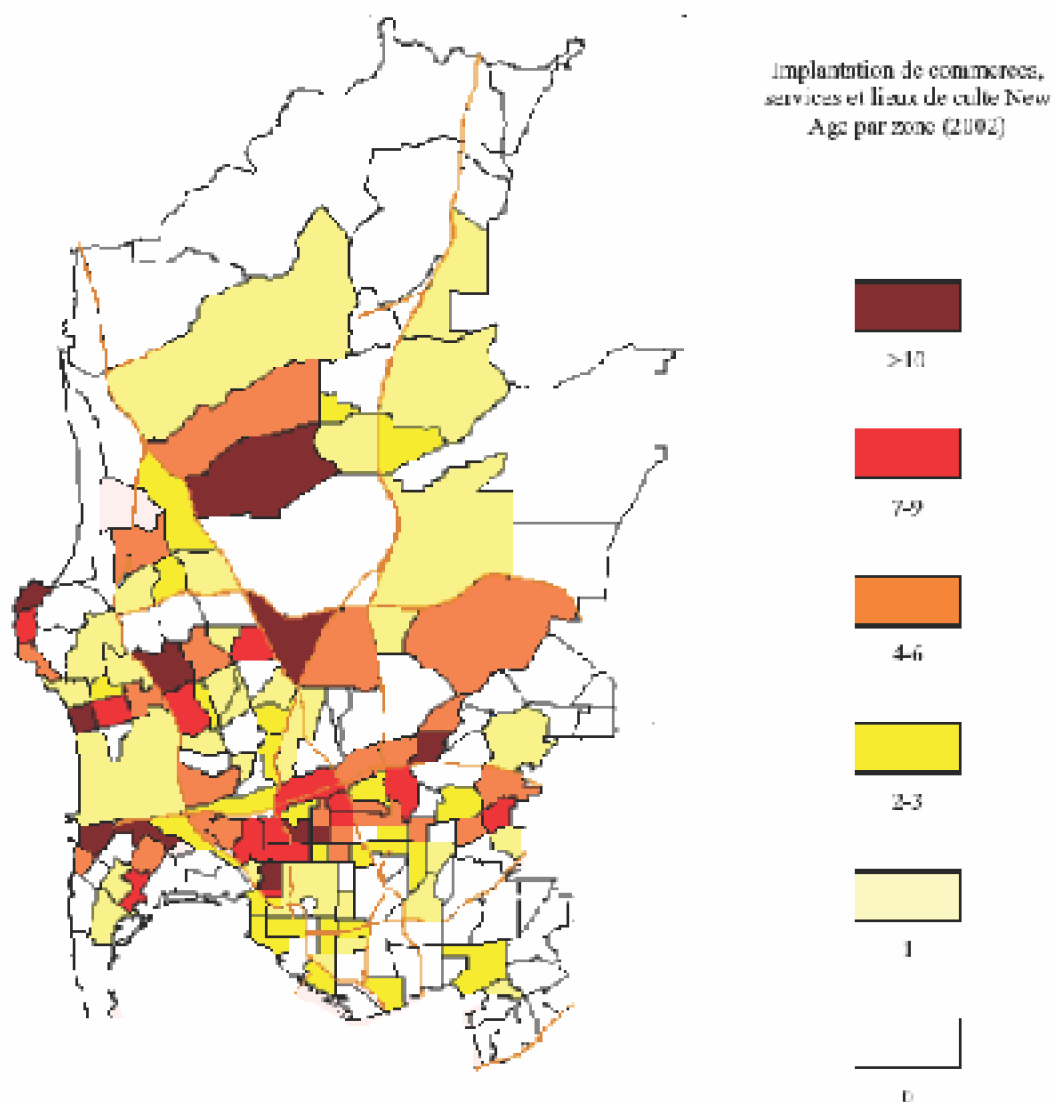 Implantation de commerces,
services et lieux de culte New
Age par zone (2002)
>10
7-9
4-6
2-3
1
0